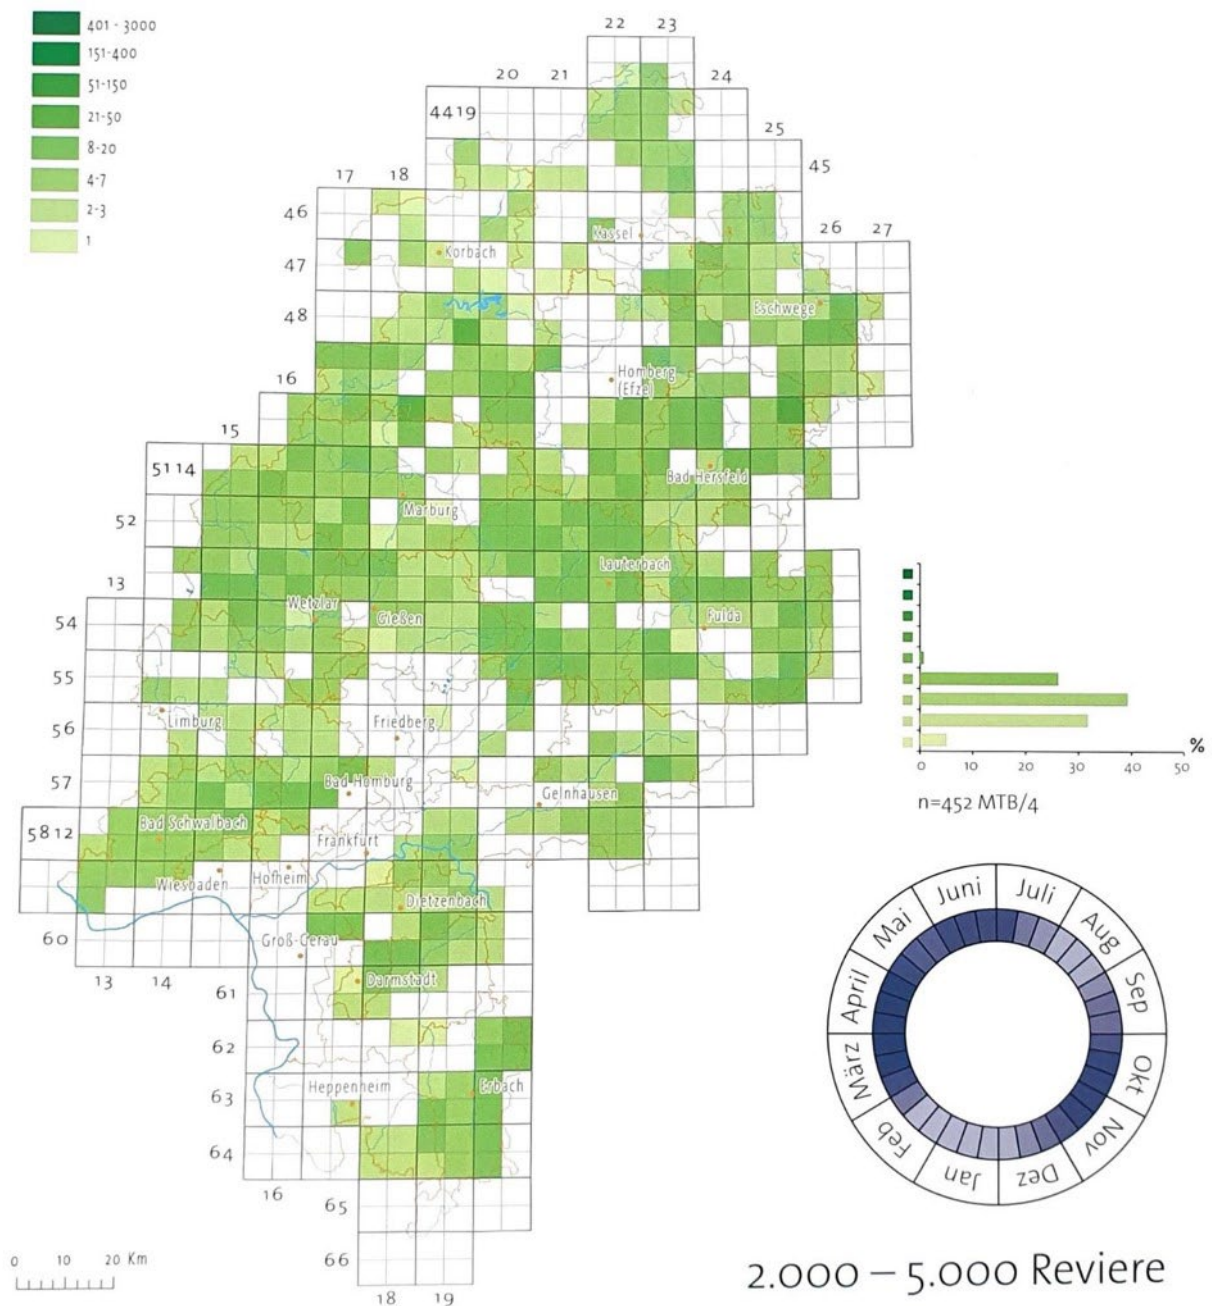 401 - 3000
151-400
51-150
21-50
8-20
4-7
2-3
1
22 23
20 21 24
4419
25
45
17 18
46
Kassel
26 27
Korbach
47
Eschwege
48
Homberg
(Efze)
16
15
5114
Bad Hersfeld
Marburg
52
Lauterbach
13
Wetzlar
Gießen
Fulda
54
55
Limburg
Friedberg
56
Bad Homburg
57
Gelnhausen
5812
Bad Schwalbach
Frankfurt
Wiesbaden
Hofheim
Dietzenbach
60
Groß-Gerau
Darmstadt
13 14
61
62
Heppenheim
Erbach
63
64
16
65
66
18 19
0 10 20 Km
%
0 10 20 30 40 50
n=452 MTB/4
Juni
Juli
Aug
Sep
Okt
Nov
Dez
Jan
Feb
März
April
Mai
2.000 – 5.000 Reviere